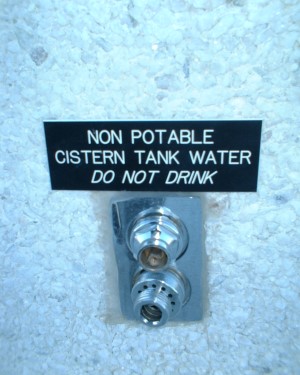 NON POTABLE
CISTERN TANK WATER
DO NOT DRINK